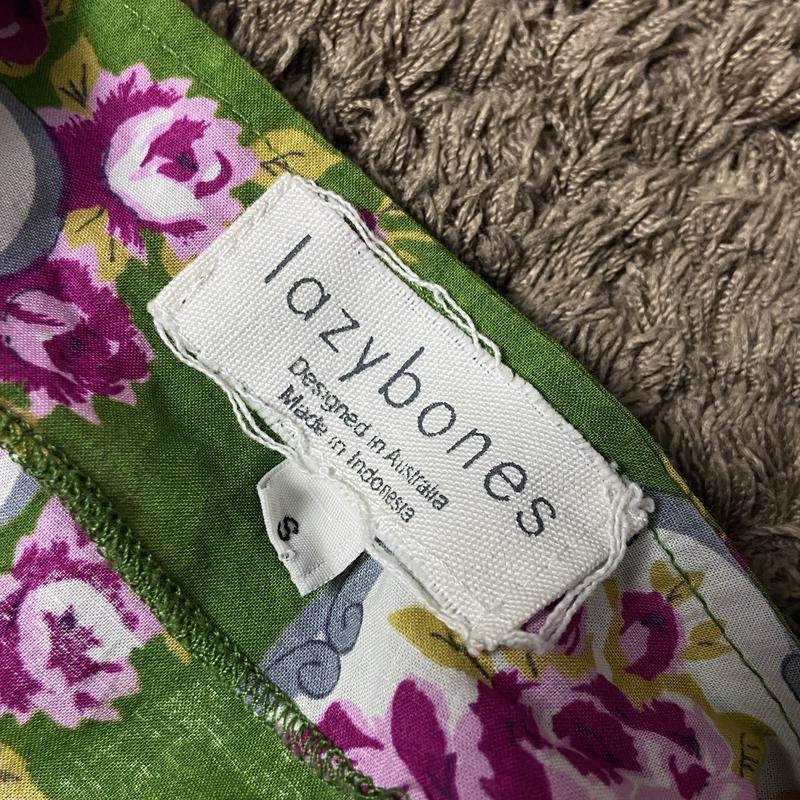 lazybones
Designed in Australia
Made in Indonesia
S